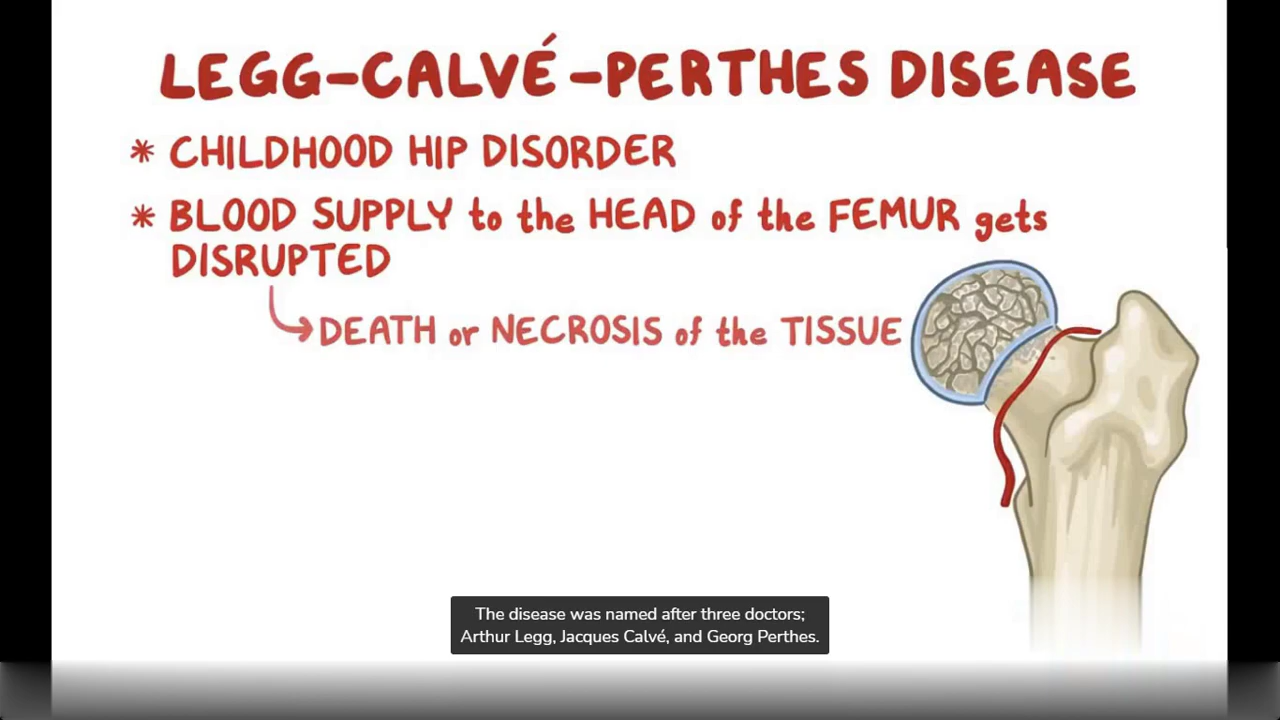 LEGG-CALVÉ-PERTHES DISEASE
* CHILDHOOD HIP DISORDER
* BLOOD SUPPLY to the HEAD of the FEMUR gets
DISRUPTED
DEATH or NECROSIS of the TISSUE
The disease was named after three doctors;
Arthur Legg, Jacques Calvé, and Georg Perthes.